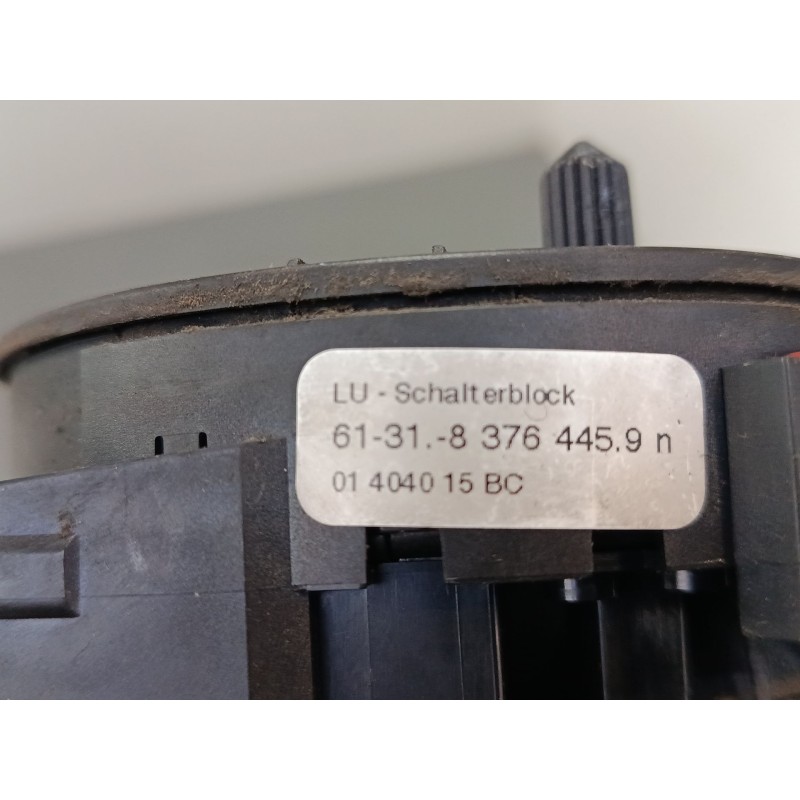 LU - Schalterblock
61-31.-8 376 445.9 n
01 4040 15 BC